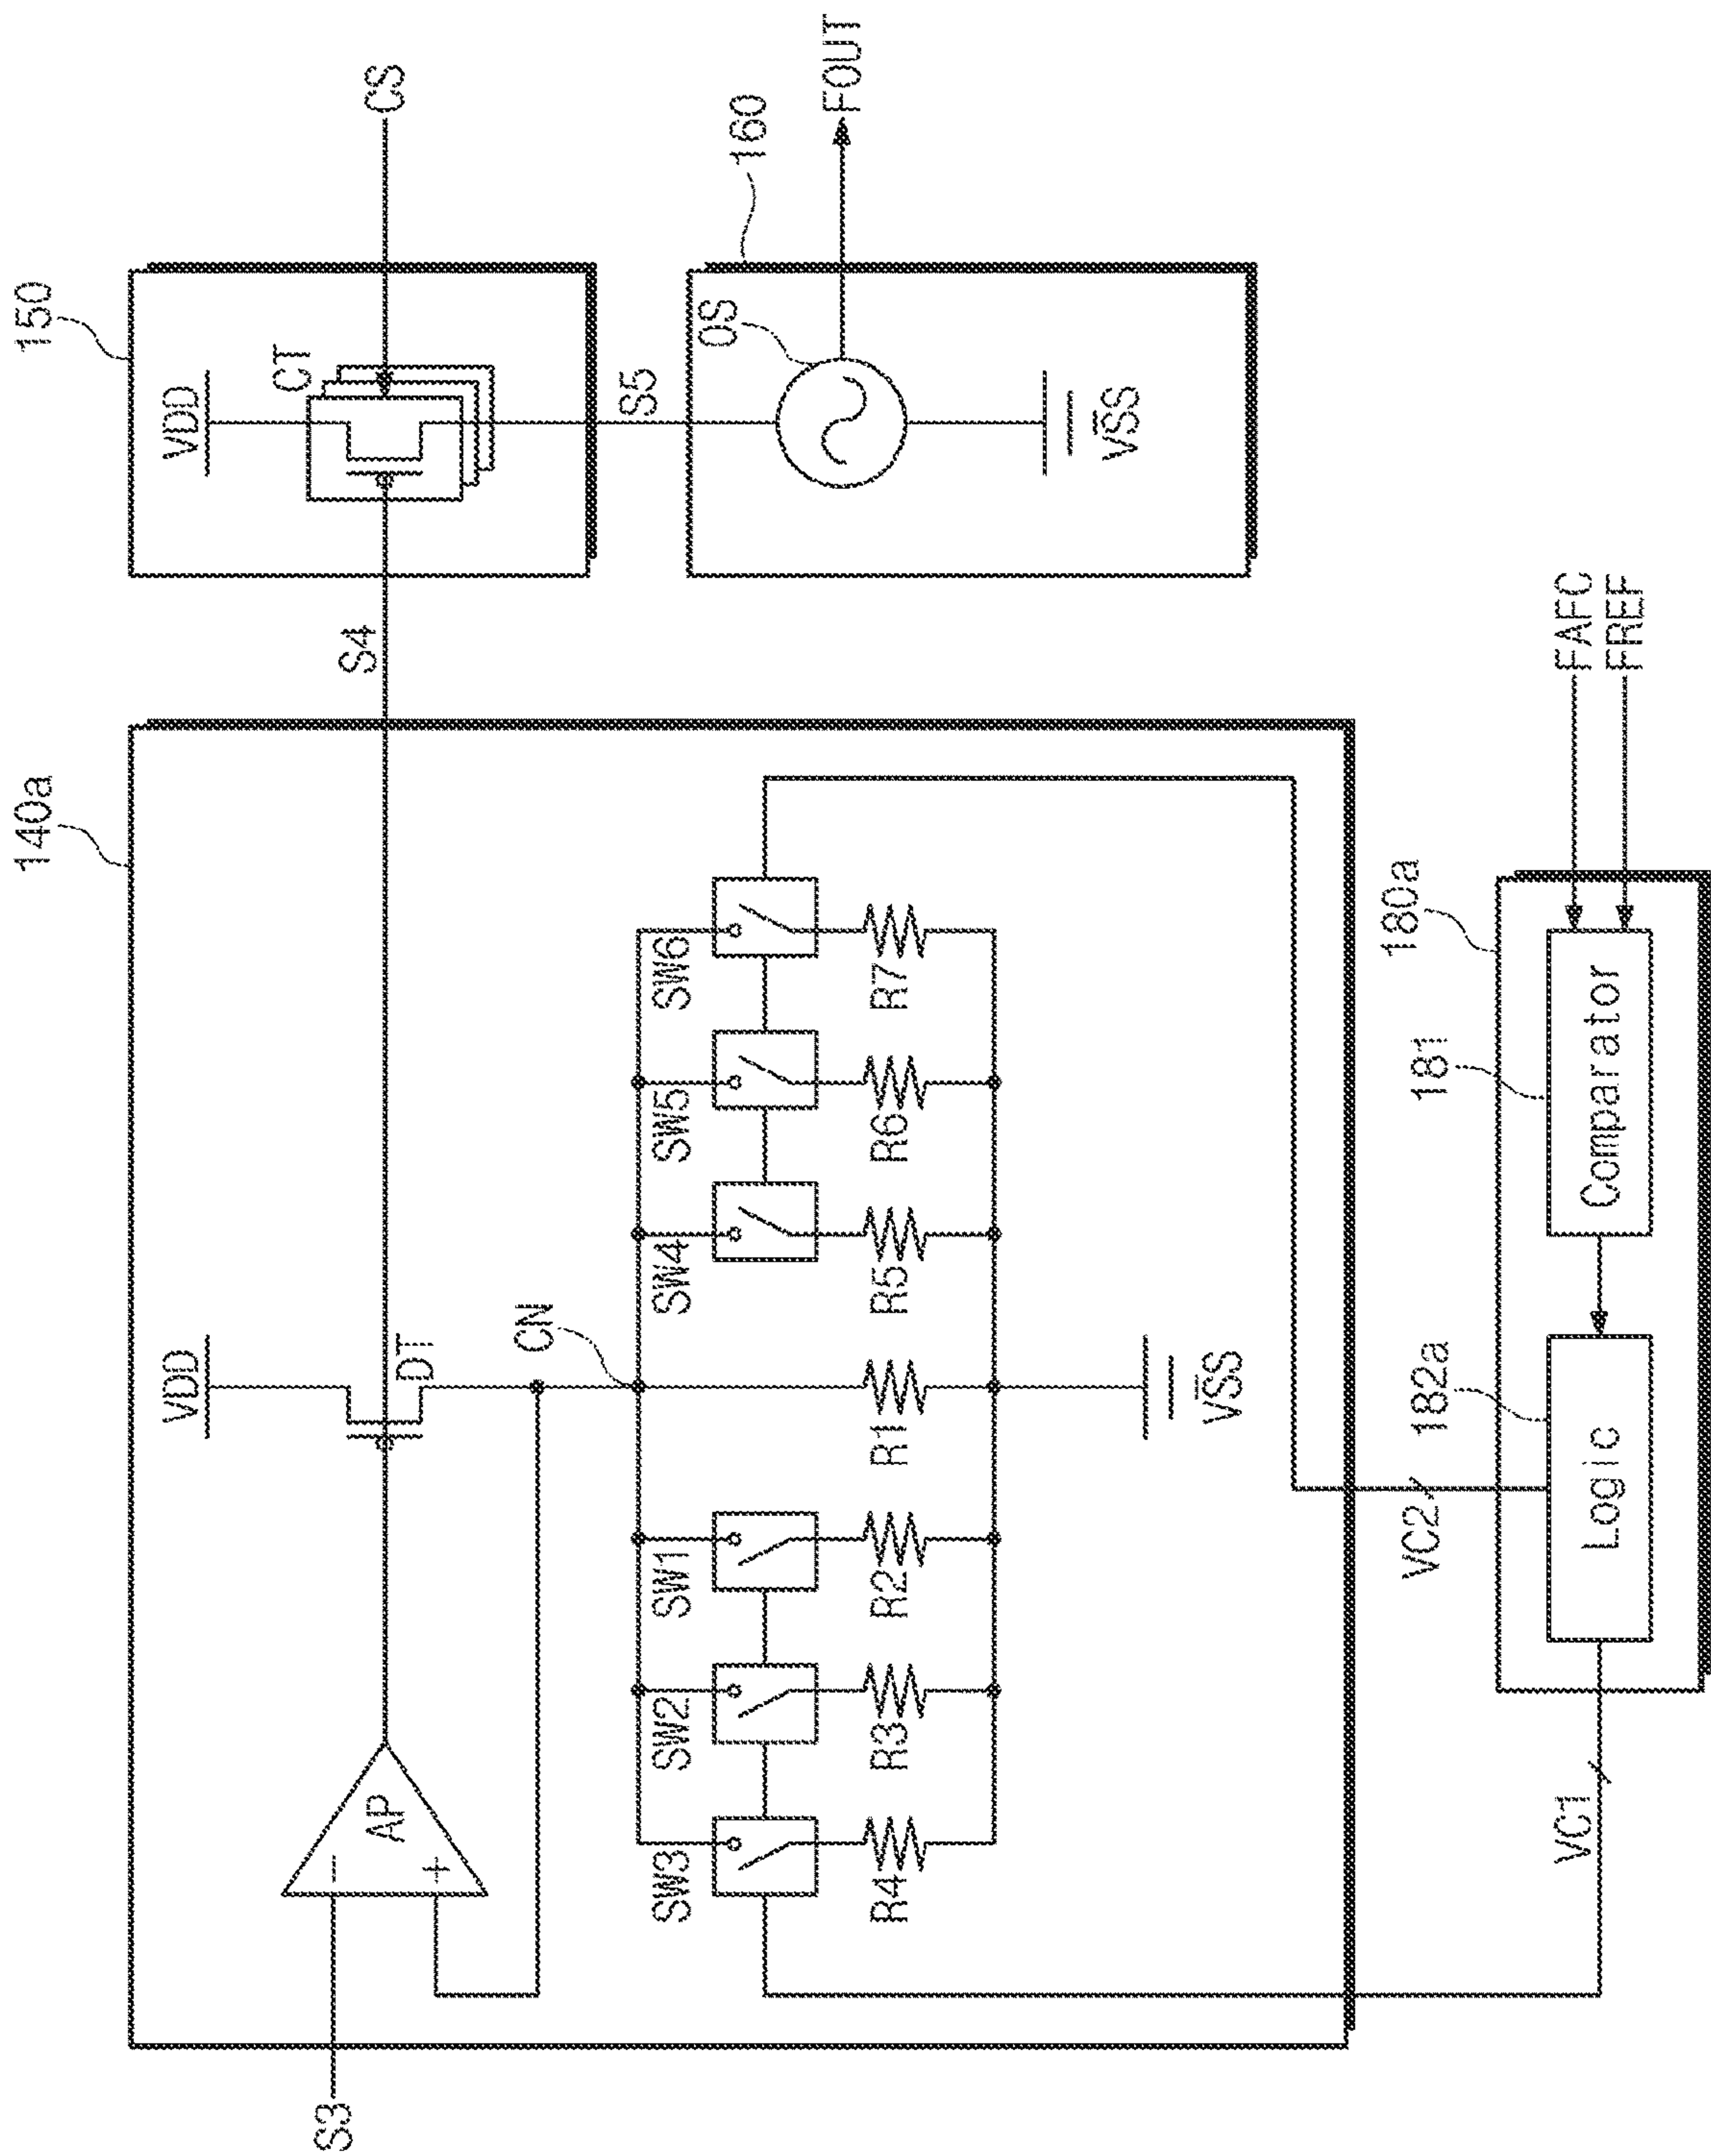 140a
150
VDD
VDD
CT
CS
S3
AP
−
+
DT
S4
CN
S5
OS
160
FOUT
VSS
SW3
SW2
SW1
SW4
SW5
SW6
R4
R3
R2
R1
R5
R6
R7
VSS
VC2
182a
181
180a
VC1
Logic
Comparator
FAFC
FREF